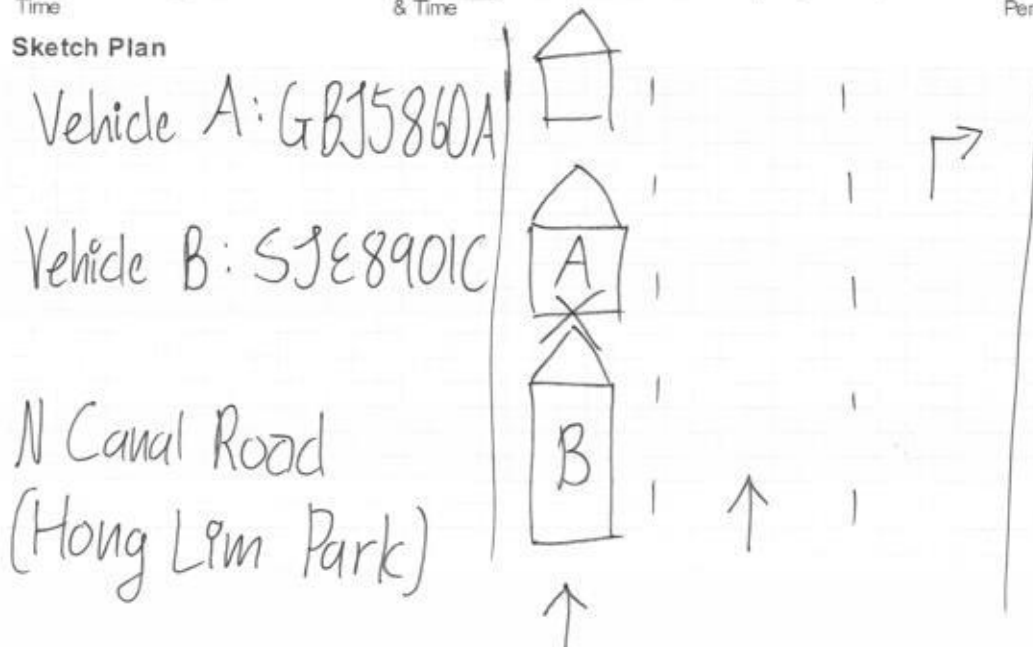 Time & Time Per
Sketch Plan
Vehicle A: GBJ5860A
Vehicle B: SJE8901C
N Canal Road
(Hong Lim Park)
A
B